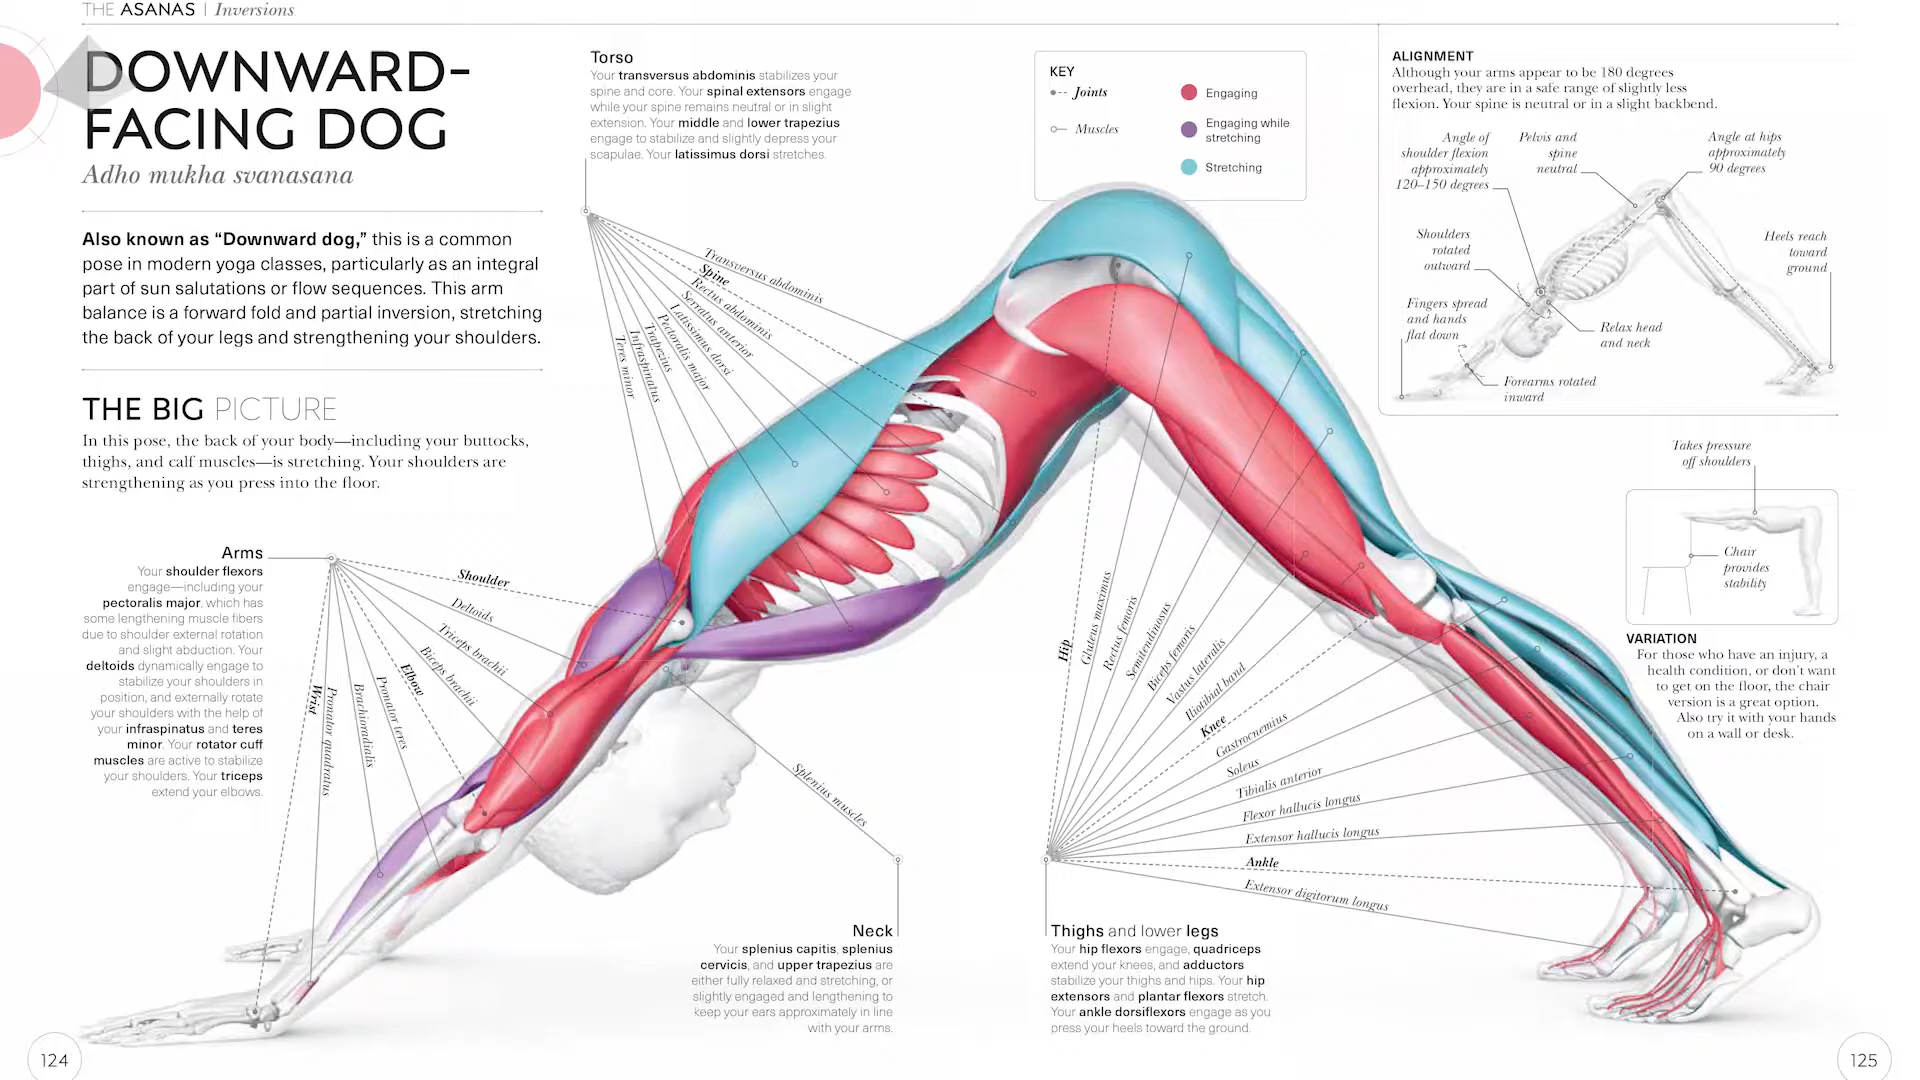 THE ASANAS | Inversions
DOWNWARD-
FACING DOG
Adho mukha svanasana
Also known as “Downward dog,” this is a common
pose in modern yoga classes, particularly as an integral
part of sun salutations or flow sequences. This arm
balance is a forward fold and partial inversion, stretching
the back of your legs and strengthening your shoulders.
THE BIG PICTURE
In this pose, the back of your body—including your buttocks,
thighs, and calf muscles—is stretching. Your shoulders are
strengthening as you press into the floor.
Arms
Your shoulder flexors
engage—including your
pectoralis major, which has
some lengthening muscle fibers
due to shoulder external rotation
and slight abduction. Your
deltoids dynamically engage to
stabilize your shoulders in
position, and externally rotate
your shoulders with the help of
your infraspinatus and teres
minor. Your rotator cuff
muscles are active to stabilize
your shoulders. Your triceps
extend your elbows.
Shoulder
Deltoids
Triceps brachii
Biceps brachii
Elbow
Pronator teres
Brachioradialis
Pronator quadratus
Wrist
Torso
Your transversus abdominis stabilizes your
spine and core. Your spinal extensors engage
while your spine remains neutral or in slight
extension. Your middle and lower trapezius
engage to stabilize and slightly depress your
scapulae. Your latissimus dorsi stretches.
Transversus abdominis
Spine
Rectus abdominis
Serratus anterior
Latissimus dorsi
Pectoralis major
Trapezius
Infraspinatus
Teres minor
KEY
Joints
Muscles
Engaging
Engaging while
stretching
Stretching
Splenius muscles
Neck
Your splenius capitis, splenius
cervicis, and upper trapezius are
either fully relaxed and stretching, or
slightly engaged and lengthening to
keep your ears approximately in line
with your arms.
Hip
Gluteus maximus
Rectus femoris
Semitendinosus
Biceps femoris
Vastus lateralis
Iliotibial band
Knee
Gastrocnemius
Soleus
Tibialis anterior
Flexor hallucis longus
Extensor hallucis longus
Ankle
Extensor digitorum longus
Thighs and lower legs
Your hip flexors engage, quadriceps
extend your knees, and adductors
stabilize your thighs and hips. Your hip
extensors and plantar flexors stretch.
Your ankle dorsiflexors engage as you
press your heels toward the ground.
ALIGNMENT
Although your arms appear to be 180 degrees
overhead, they are in a safe range of slightly less
flexion. Your spine is neutral or in a slight backbend.
Angle of
shoulder flexion
approximately
120–150 degrees
Pelvis and
spine
neutral
Angle at hips
approximately
90 degrees
Shoulders
rotated
outward
Heels reach
toward
ground
Fingers spread
and hands
flat down
Relax head
and neck
Forearms rotated
inward
Takes pressure
off shoulders
Chair
provides
stability
VARIATION
For those who have an injury, a
health condition, or don’t want
to get on the floor, the chair
version is a great option.
Also try it with your hands
on a wall or desk.
124
125